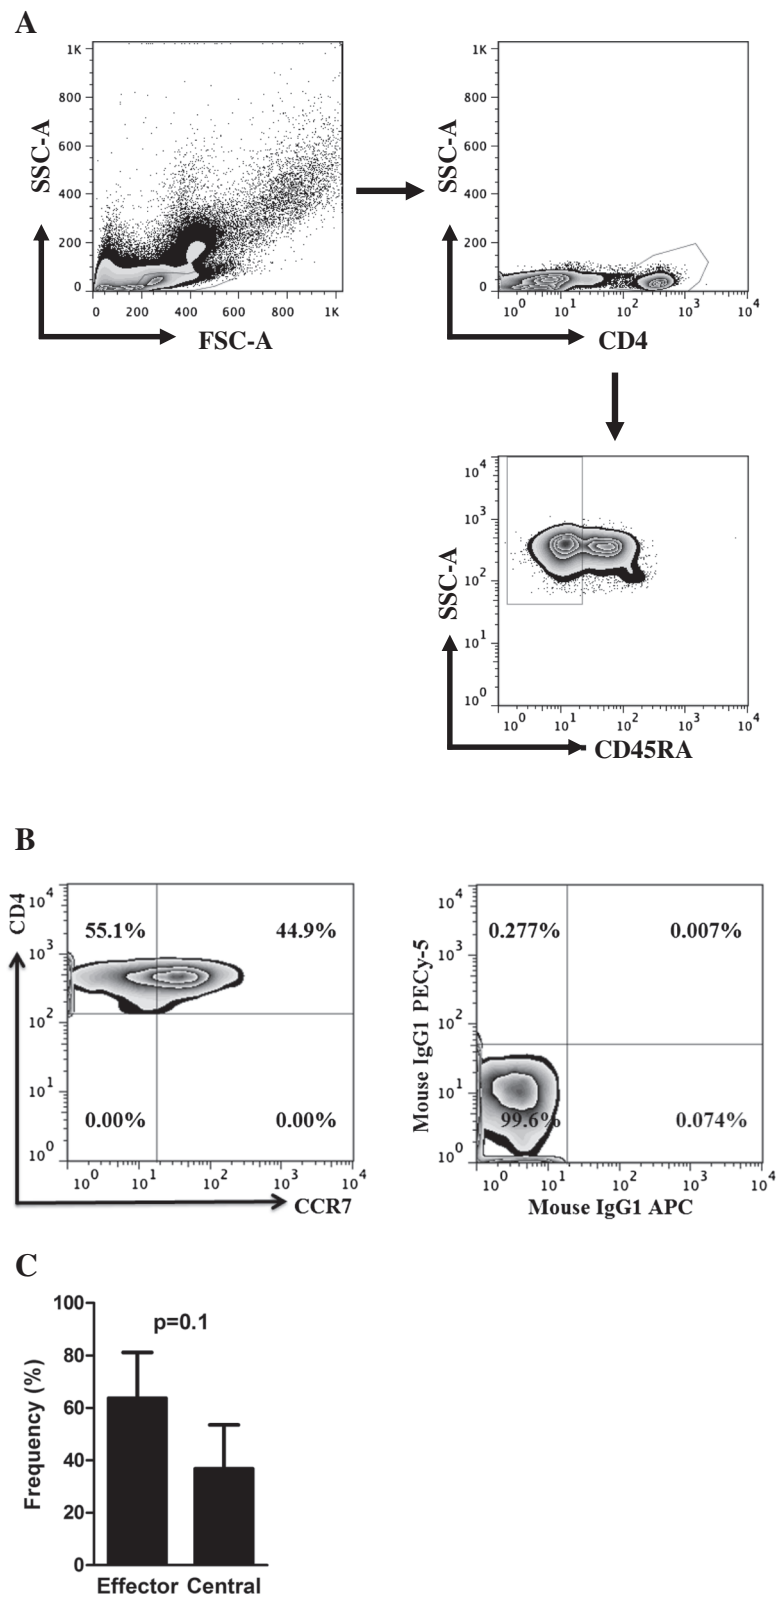 A
SSC-A
1K
800
600
400
200
0
0 200 400 600 800 1K
FSC-A
SSC-A
1K
800
600
400
200
0
10^0 10^1 10^2 10^3 10^4
CD4
SSC-A
10^4
10^3
10^2
10^1
10^0
10^0 10^1 10^2 10^3 10^4
CD45RA
B
CD4
10^4
10^3
10^2
10^1
10^0
55.1% 44.9%
0.00% 0.00%
10^0 10^1 10^2 10^3 10^4
CCR7
Mouse IgG1 PECy-5
10^4
10^3
10^2
10^1
10^0
0.277% 0.007%
99.6% 0.074%
10^0 10^1 10^2 10^3 10^4
Mouse IgG1 APC
C
Frequency (%)
100
80
60
40
20
0
p=0.1
Effector Central